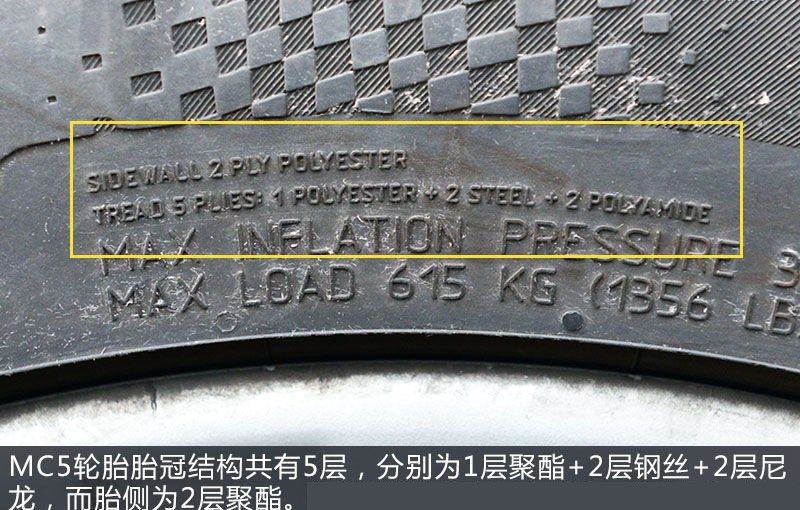 SIDEWALL 2 PLY POLYESTER
TREAD 5 PLIES: 1 POLYESTER + 2 STEEL + 2 POLYAMIDE
MAX INFLATION PRESSURE 3
MAX LOAD 615 KG (1356 LB
MC5轮胎胎冠结构共有5层，分别为1层聚酯+2层钢丝+2层尼
龙，而胎侧为2层聚酯。